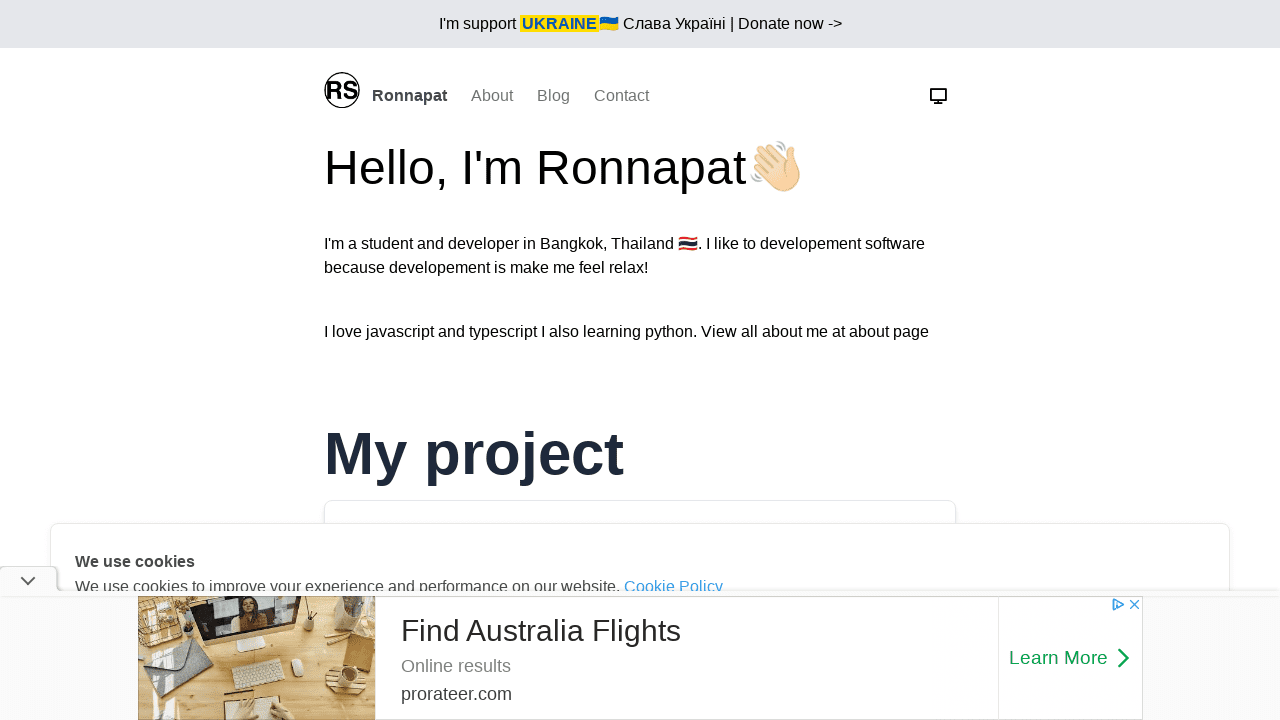 I'm support UKRAINE🇺🇦 Слава Україні | Donate now ->
RS Ronnapat About Blog Contact
Hello, I'm Ronnapat👋🏻
I'm a student and developer in Bangkok, Thailand 🇹🇭. I like to developement software
because developement is make me feel relax!
I love javascript and typescript I also learning python. View all about me at about page
My project
We use cookies
We use cookies to improve your experience and performance on our website. Cookie Policy
Find Australia Flights
Online results
prorateer.com
Learn More